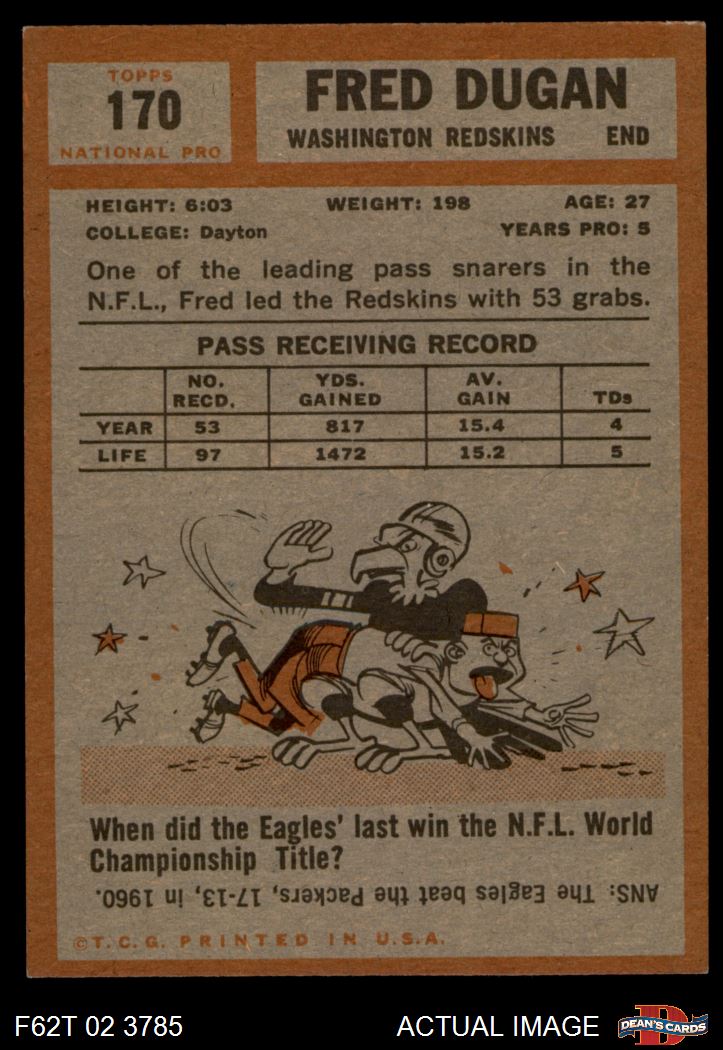 TOPPS
170
NATIONAL PRO
FRED DUGAN
WASHINGTON REDSKINS END
HEIGHT: 6:03 WEIGHT: 198 AGE: 27
COLLEGE: Dayton YEARS PRO: 5
One of the leading pass snarers in the
N.F.L., Fred led the Redskins with 53 grabs.
PASS RECEIVING RECORD
NO. RECD. YDS. GAINED AV. GAIN TDs
YEAR 53 817 15.4 4
LIFE 97 1472 15.2 5
When did the Eagles' last win the N.F.L. World
Championship Title?
ANS: The Eagles beat the Packers, 17-13, in 1960.
©T.C.G. PRINTED IN U.S.A.
F62T 02 3785
ACTUAL IMAGE
D
DEAN'S CARDS